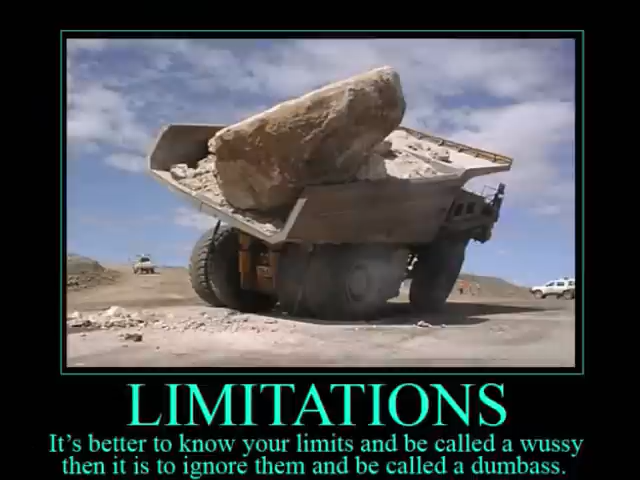 LIMITATIONS
It's better to know your limits and be called a wussy
then it is to ignore them and be called a dumbass.